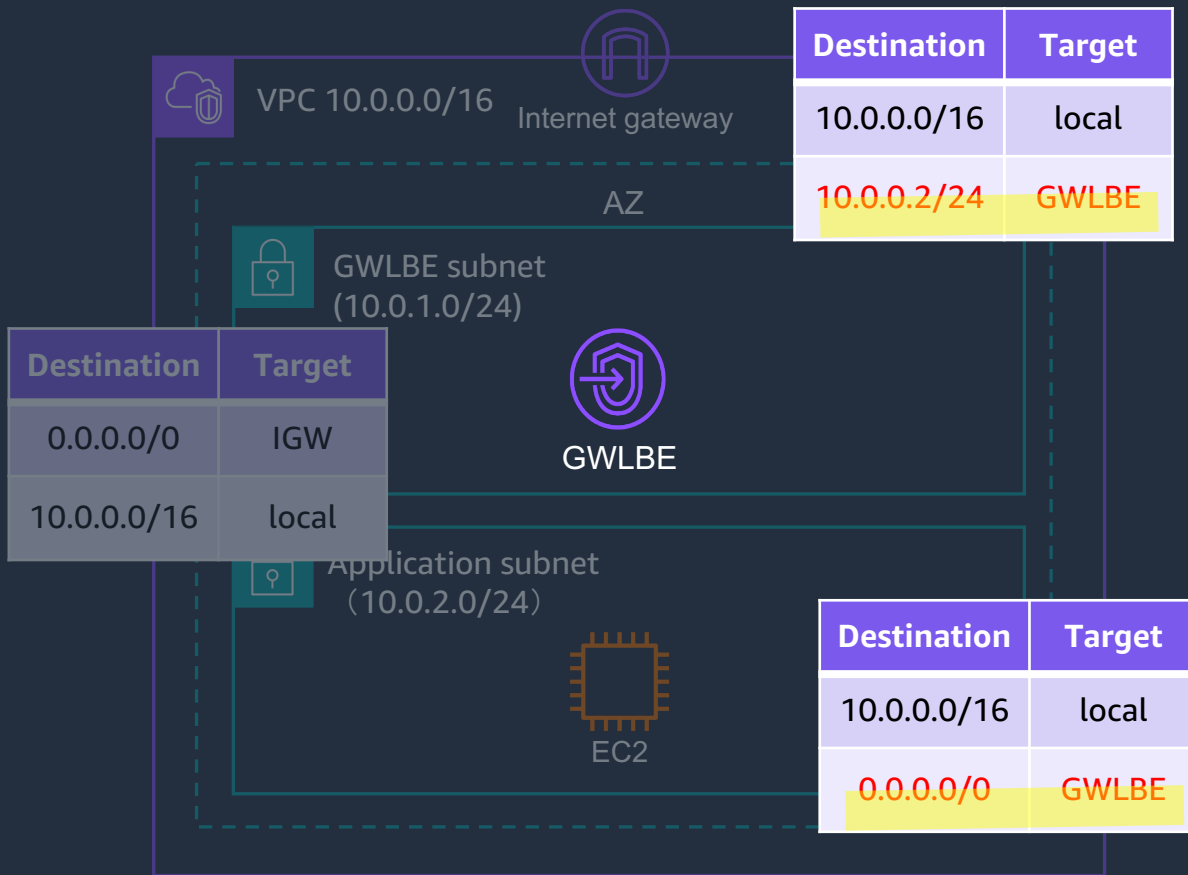 VPC 10.0.0.0/16
Internet gateway
Destination Target
10.0.0.0/16 local
10.0.0.2/24 GWLBE
AZ
GWLBE subnet
(10.0.1.0/24)
GWLBE
Destination Target
0.0.0.0/0 IGW
10.0.0.0/16 local
Application subnet
（10.0.2.0/24）
EC2
Destination Target
10.0.0.0/16 local
0.0.0.0/0 GWLBE